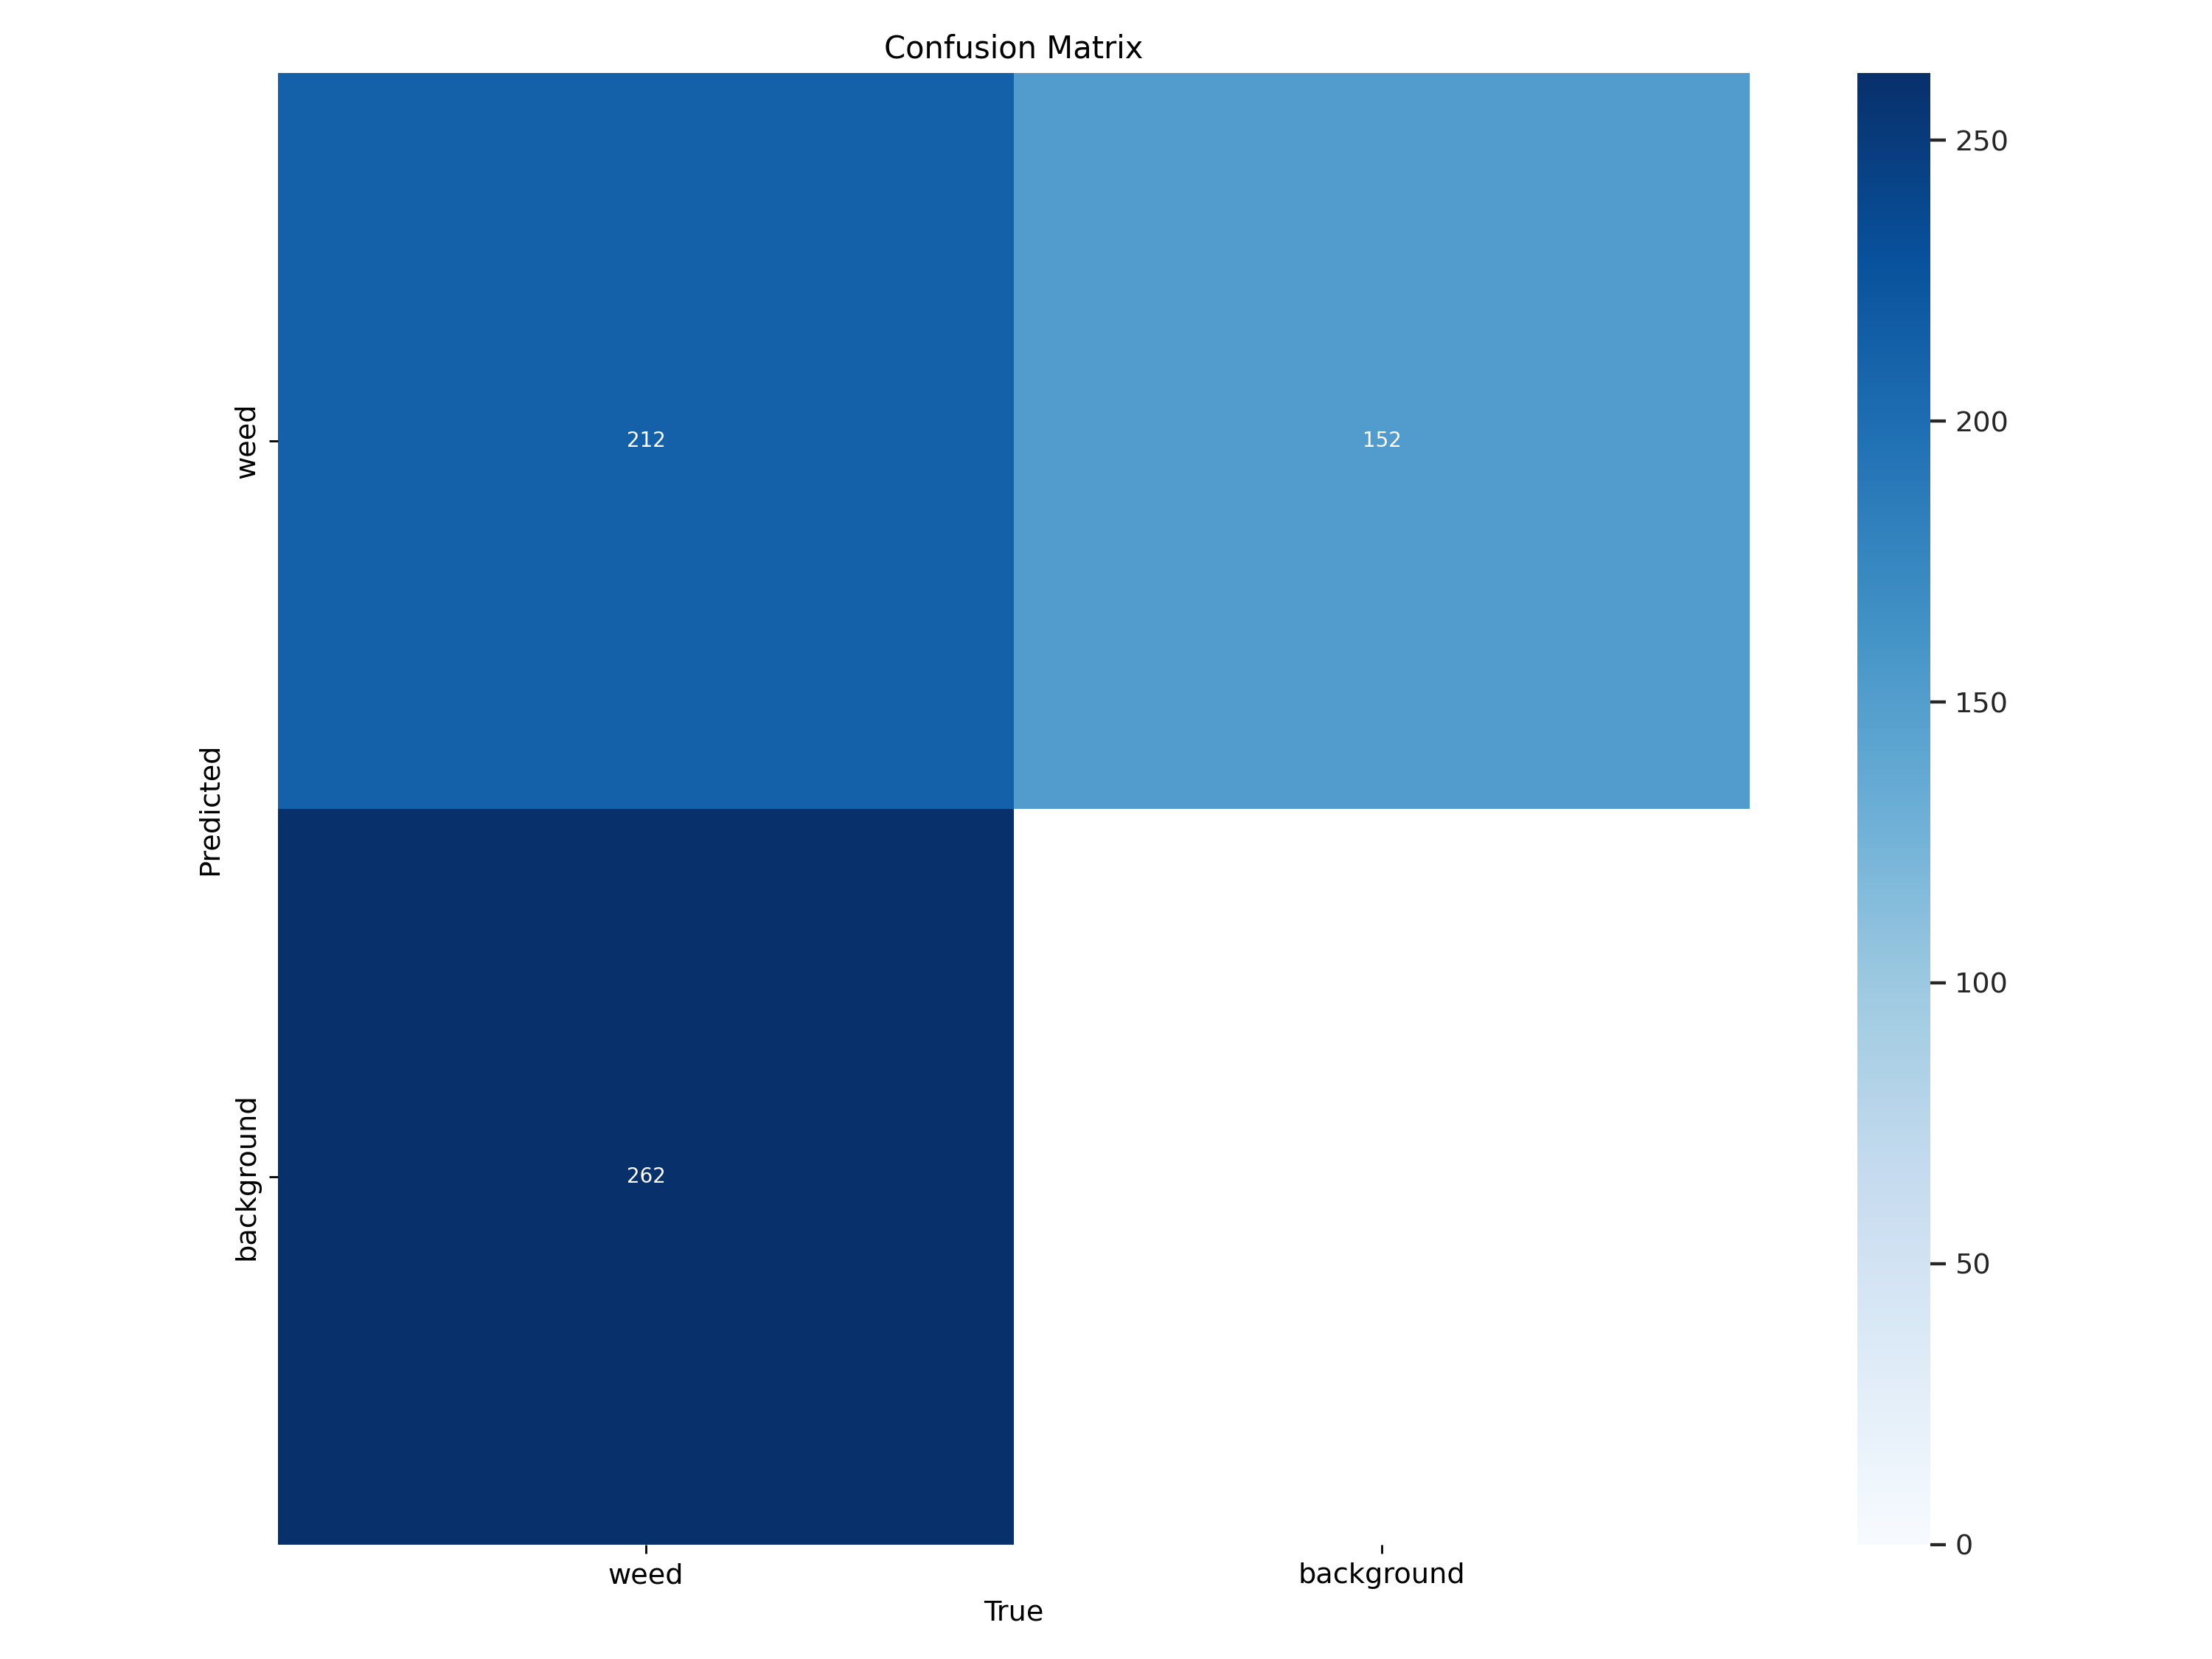 Confusion Matrix
weed
212
152
Predicted
background
262
weed
background
True
250
200
150
100
50
0